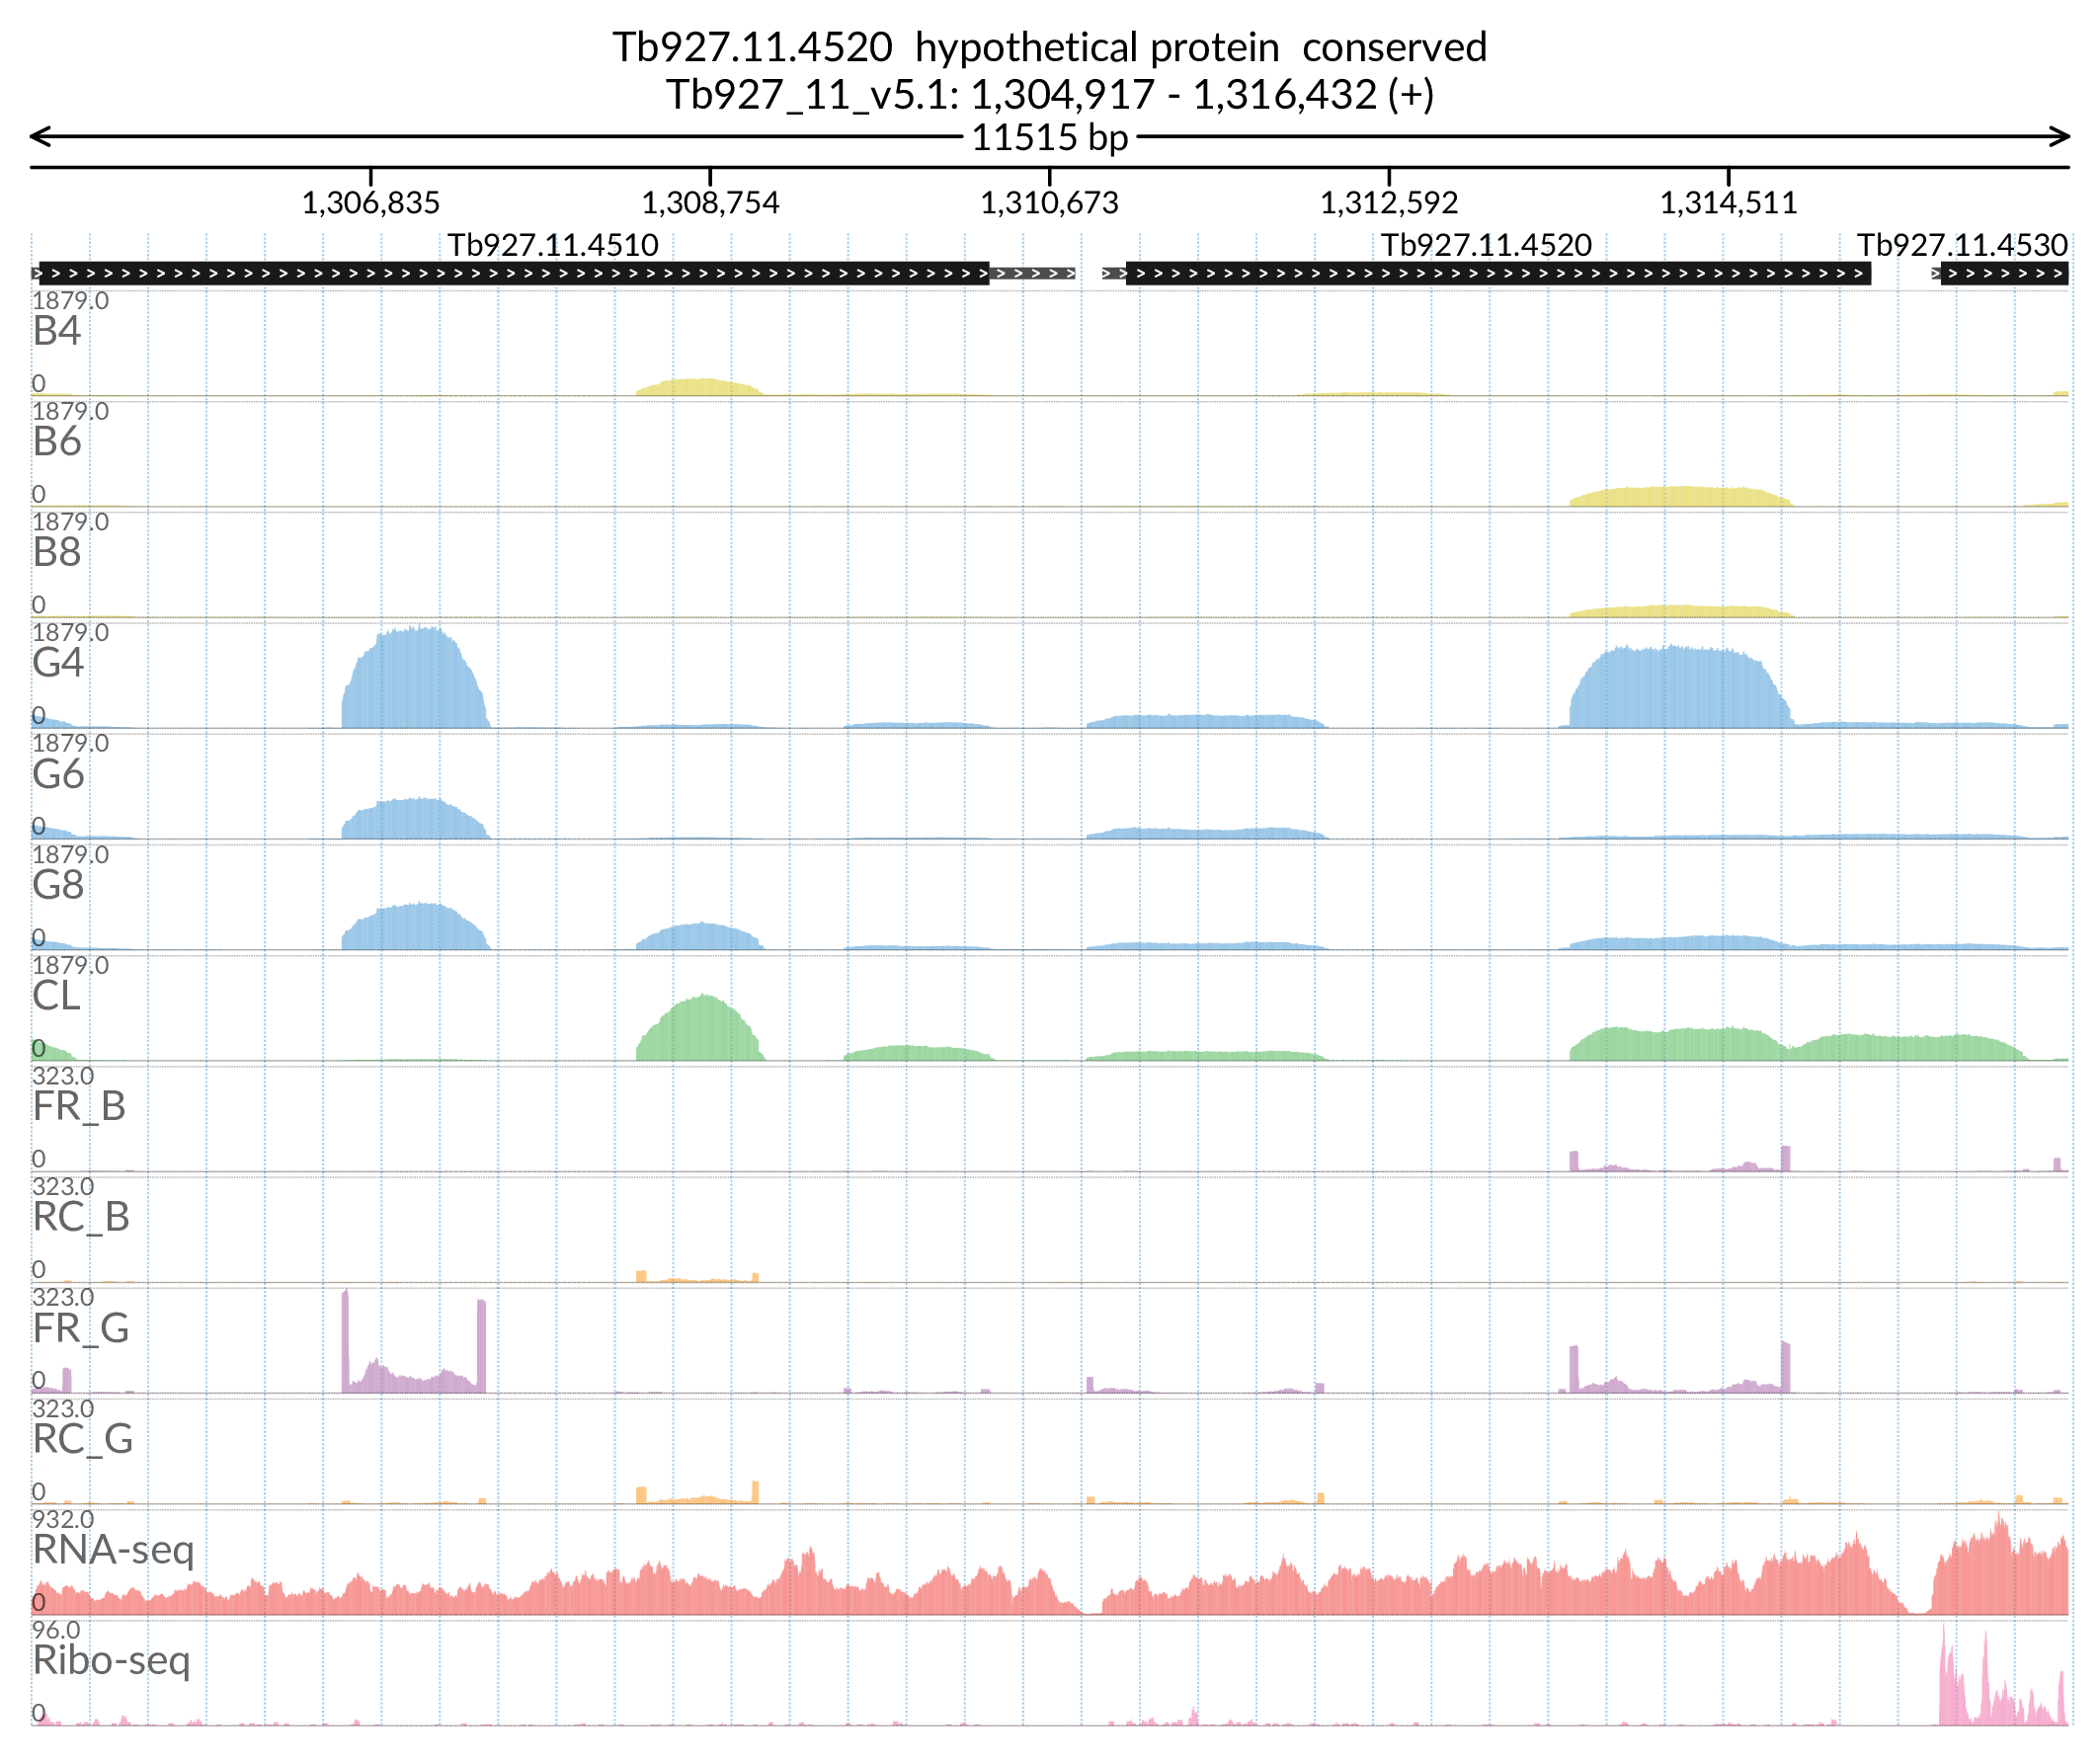 Tb927.11.4520  hypothetical protein  conserved
Tb927_11_v5.1: 1,304,917 - 1,316,432 (+)
11515 bp
1,306,835 1,308,754 1,310,673 1,312,592 1,314,511
Tb927.11.4510 Tb927.11.4520 Tb927.11.4530
1879.0
B4
0
1879.0
B6
0
1879.0
B8
0
1879.0
G4
0
1879.0
G6
0
1879.0
G8
0
1879.0
CL
0
323.0
FR_B
0
323.0
RC_B
0
323.0
FR_G
0
323.0
RC_G
0
932.0
RNA-seq
0
96.0
Ribo-seq
0